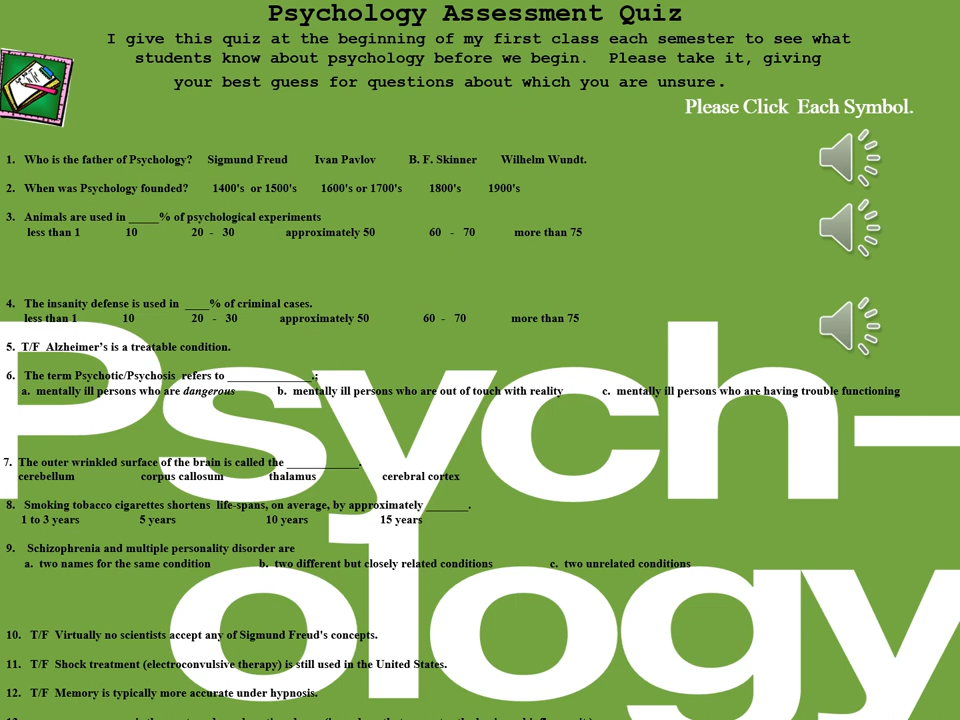 Psychology Assessment Quiz
I give this quiz at the beginning of my first class each semester to see what
students know about psychology before we begin. Please take it, giving
your best guess for questions about which you are unsure.
Please Click Each Symbol.
1. Who is the father of Psychology? Sigmund Freud Ivan Pavlov B. F. Skinner Wilhelm Wundt.
2. When was Psychology founded? 1400's or 1500's 1600's or 1700's 1800's 1900's
3. Animals are used in _____% of psychological experiments
less than 1 10 20 - 30 approximately 50 60 - 70 more than 75
4. The insanity defense is used in ____% of criminal cases.
less than 1 10 20 - 30 approximately 50 60 - 70 more than 75
5. T/F Alzheimer's is a treatable condition.
6. The term Psychotic/Psychosis refers to ______________.:
a. mentally ill persons who are dangerous b. mentally ill persons who are out of touch with reality c. mentally ill persons who are having trouble functioning
Psych-
7. The outer wrinkled surface of the brain is called the ____________.
cerebellum corpus callosum thalamus cerebral cortex
8. Smoking tobacco cigarettes shortens life-spans, on average, by approximately _______.
1 to 3 years 5 years 10 years 15 years
9. Schizophrenia and multiple personality disorder are
a. two names for the same condition b. two different but closely related conditions c. two unrelated conditions
ology
10. T/F Virtually no scientists accept any of Sigmund Freud's concepts.
11. T/F Shock treatment (electroconvulsive therapy) is still used in the United States.
12. T/F Memory is typically more accurate under hypnosis.